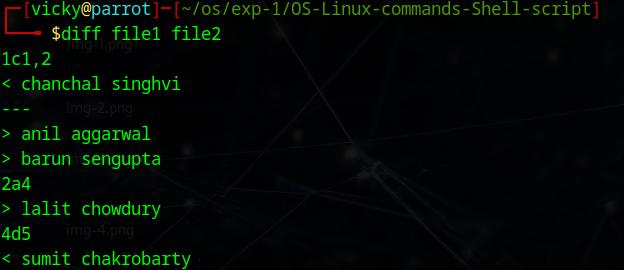 ┌─[vicky@parrot]─[~/os/exp-1/OS-Linux-commands-Shell-script]
└──╼ $diff file1 file2
img-1.png
1c1,2
< chanchal singhvi
---
img-2.png
> anil aggarwal
> barun sengupta
2a4
> lalit chowdury
img-4.png
4d5
< sumit chakrobarty